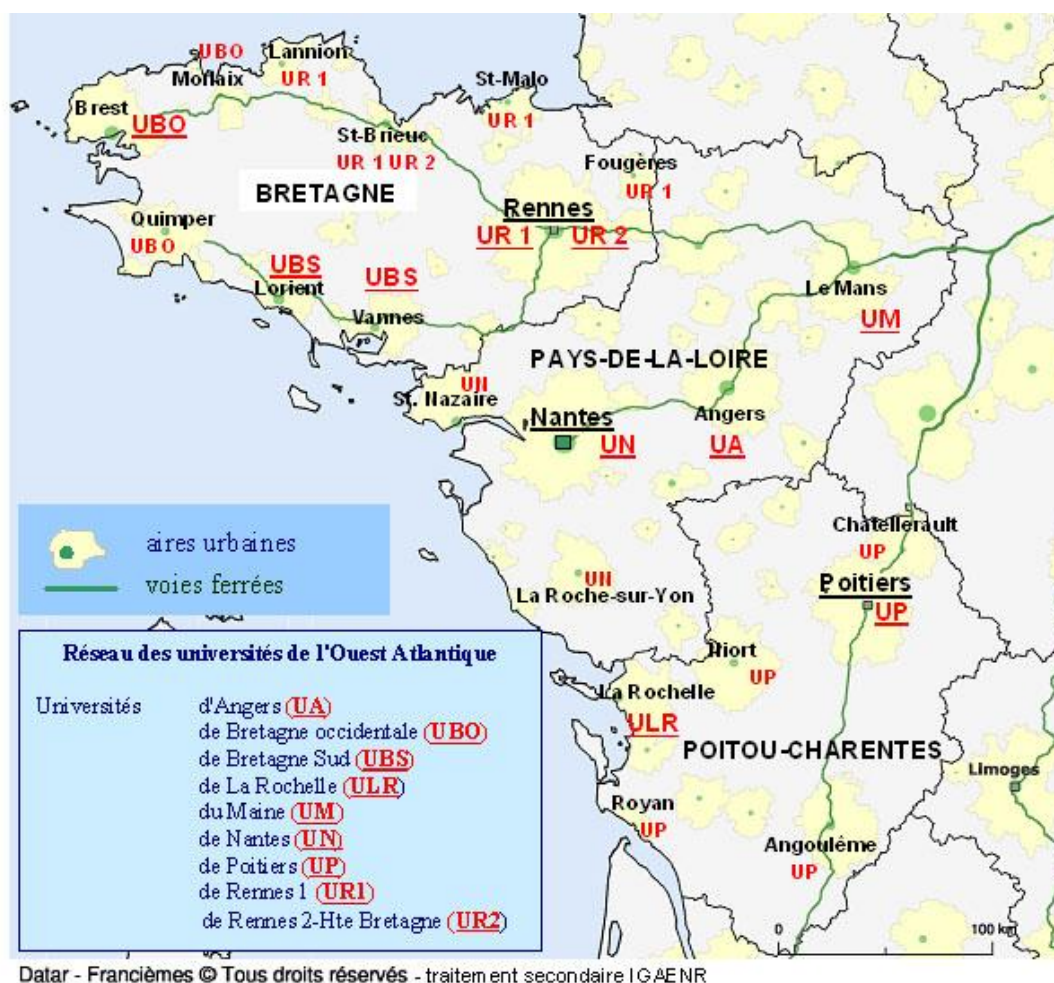 UBO
Lannion
Morlaix
UR 1
St-Malo
UR 1
Brest
UBO
St-Brieuc
UR 1 UR 2
Fougères
UR 1
BRETAGNE
Quimper
UBO
Rennes
UR 1 UR 2
UBS
Lorient
UBS
Vannes
Le Mans
UM
PAYS-DE-LA-LOIRE
UN
St. Nazaire
Nantes
UN
Angers
UA
Châtellerault
UP
aires urbaines
voies ferrées
UN
La Roche-sur-Yon
Poitiers
UP
Réseau des universités de l'Ouest Atlantique
Universités d'Angers (UA)
de Bretagne occidentale (UBO)
de Bretagne Sud (UBS)
de La Rochelle (ULR)
du Maine (UM)
de Nantes (UN)
de Poitiers (UP)
de Rennes 1 (UR1)
de Rennes 2-Hte Bretagne (UR2)
Niort
UP
La Rochelle
ULR
POITOU-CHARENTES
Limoges
Royan
UP
Angoulême
UP
0 100 km
Datar - Francièmes © Tous droits réservés - traitement secondaire IGAENR